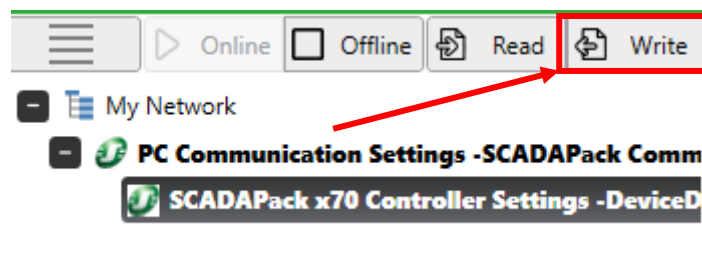 Online Offline Read Write
My Network
PC Communication Settings -SCADAPack Comm
SCADAPack x70 Controller Settings -DeviceD